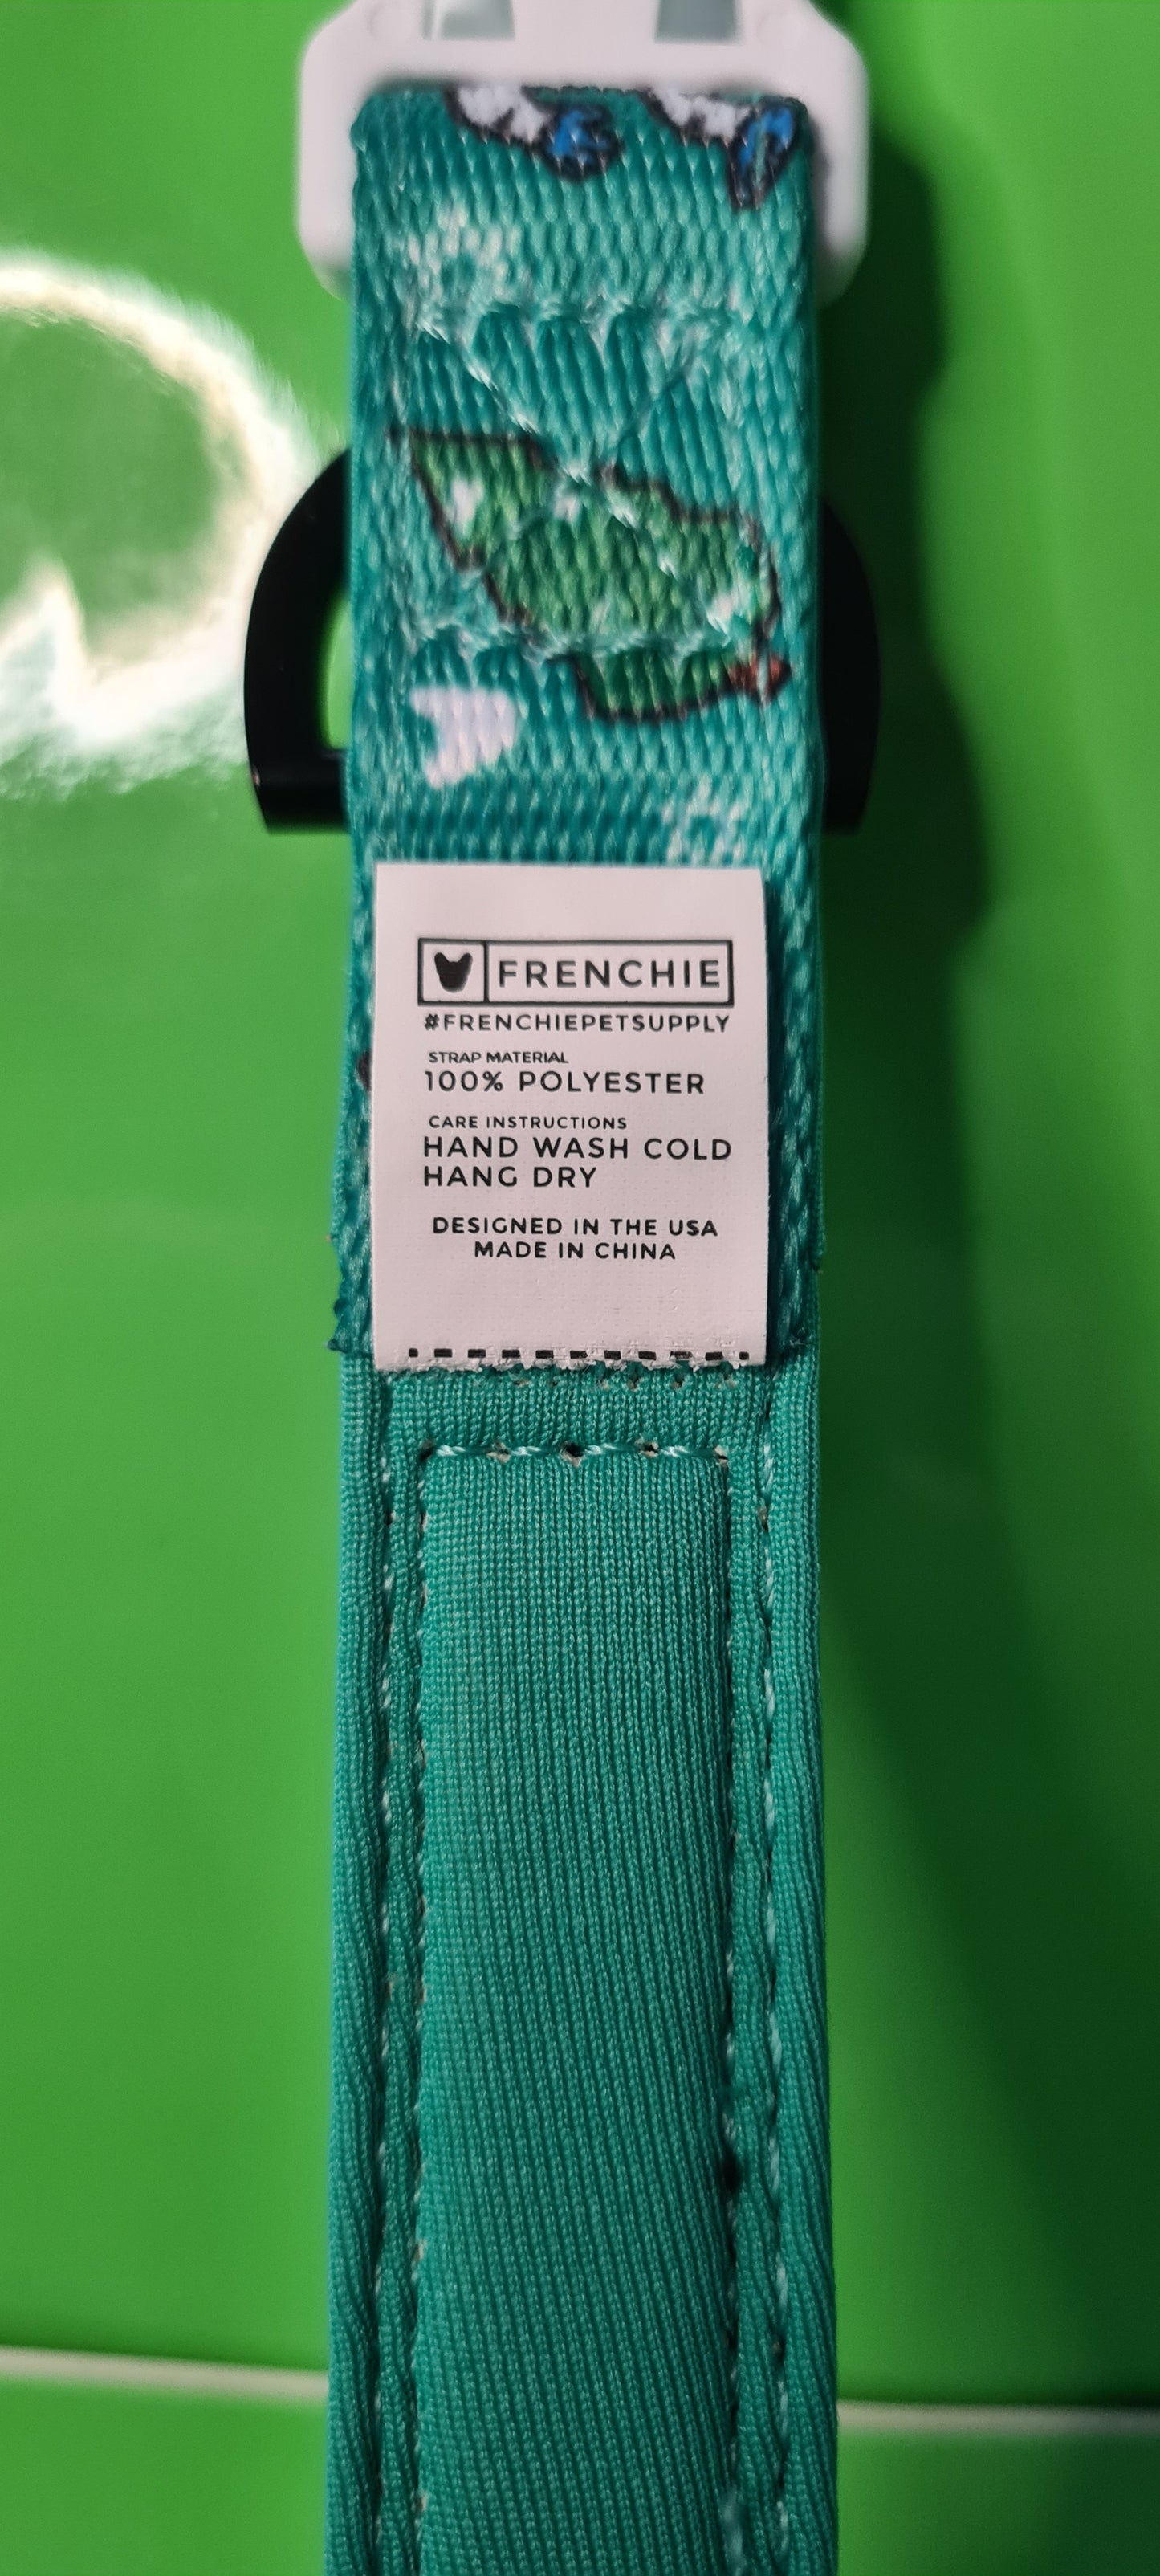 FRENCHIE
#FRENCHIEPETSUPPLY
STRAP MATERIAL
100% POLYESTER
CARE INSTRUCTIONS
HAND WASH COLD
HANG DRY
DESIGNED IN THE USA
MADE IN CHINA